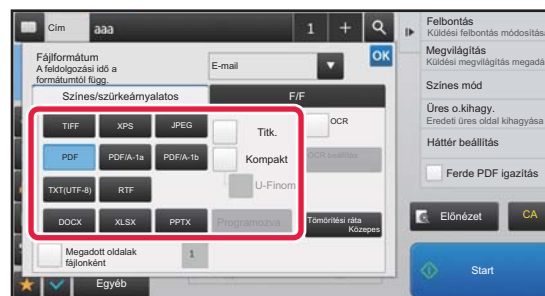 Cím
aaa
1
Fájlformátum
A feldolgozási idő a
formátumtól függ.
E-mail
OK
Színes/szürkeárnyalatos
F/F
TIFF
XPS
JPEG
Titk.
OCR
PDF
PDF/A-1a
PDF/A-1b
Kompakt
OCR beállítás
U-Finom
TXT(UTF-8)
RTF
DOCX
XLSX
PPTX
Programozva
Tömörítési ráta
Közepes
Megadott oldalak
fájlonként
1
Egyéb
Felbontás
Küldési felbontás módosítás
Megvilágítás
Küldési megvilágítás megadá
Színes mód
Üres o.kihagy.
Eredeti üres oldal kihagyása
Háttér beállítás
Ferde PDF igazítás
Előnézet
CA
Start